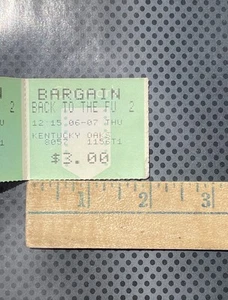 BARGAIN
BACK TO THE FU 2
12 15.06-07 THU
KENTUCKY OAKS
$3.00
1 2 3